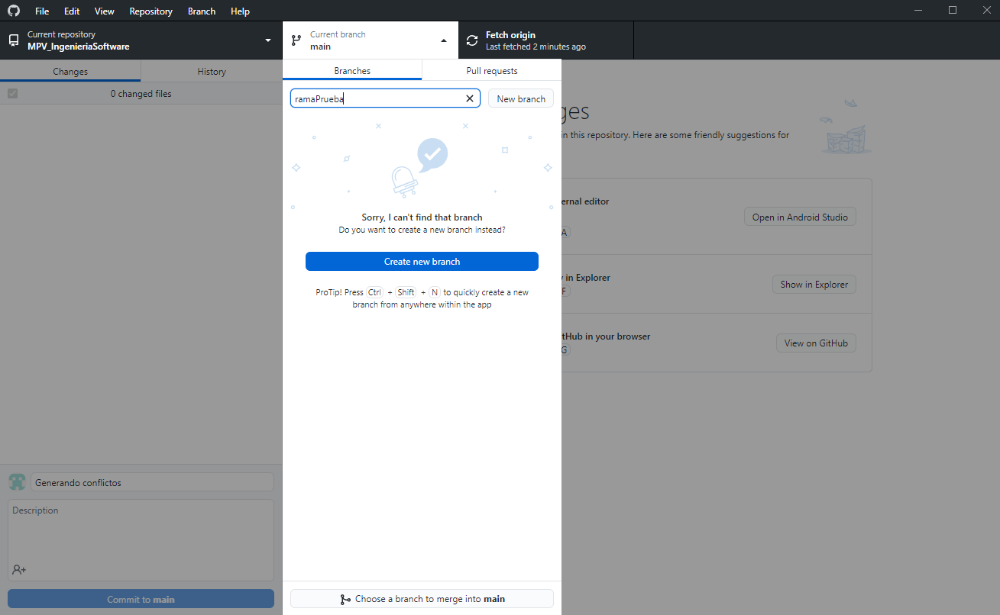 File Edit View Repository Branch Help
Current repository
MPV_IngenieriaSoftware
Current branch
main
Fetch origin
Last fetched 2 minutes ago
Changes
History
0 changed files
Branches
Pull requests
ramaPrueba
New branch
Sorry, I can't find that branch
Do you want to create a new branch instead?
Create new branch
ProTip! Press Ctrl + Shift + N to quickly create a new
branch from anywhere within the app
Choose a branch to merge into main
ges
in this repository. Here are some friendly suggestions for
ernal editor
A
Open in Android Studio
y in Explorer
F
Show in Explorer
tHub in your browser
G
View on GitHub
Generando conflictos
Description
Commit to main